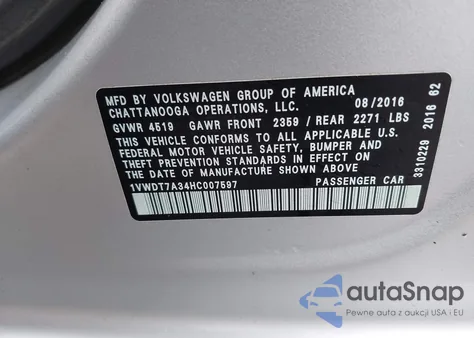 MFD BY VOLKSWAGEN GROUP OF AMERICA
CHATTANOOGA OPERATIONS, LLC. 08/2016
GVWR 4519 GAWR FRONT 2359 / REAR 2271 LBS
THIS VEHICLE CONFORMS TO ALL APPLICABLE U.S.
FEDERAL MOTOR VEHICLE SAFETY, BUMPER AND
THEFT PREVENTION STANDARDS IN EFFECT ON
THE DATE OF MANUFACTURE SHOWN ABOVE.
1VWDT7A34HC007597 PASSENGER CAR
3310229 2016 62
autoSnap
Pewne auta z aukcji USA i EU